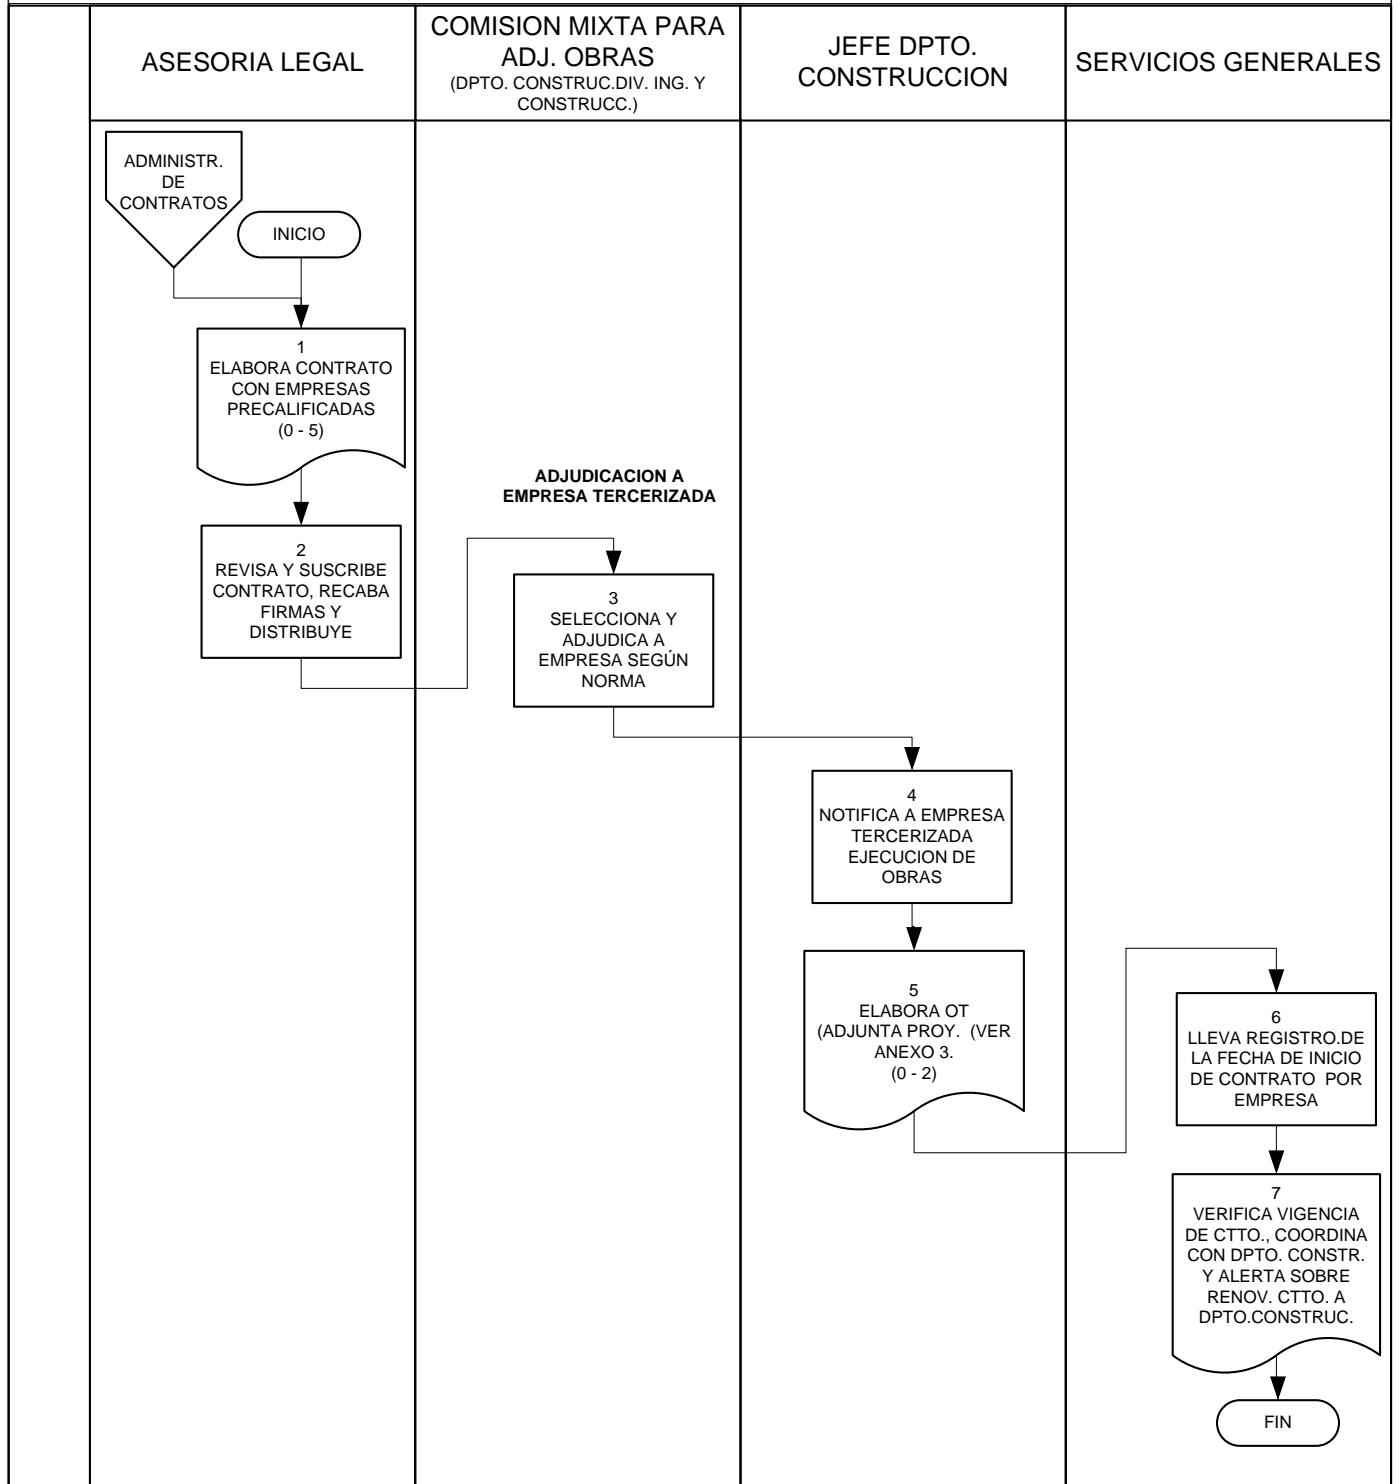 ASESORIA LEGAL
COMISION MIXTA PARA
ADJ. OBRAS
(DPTO. CONSTRUC.DIV. ING. Y
CONSTRUCC.)
JEFE DPTO.
CONSTRUCCION
SERVICIOS GENERALES
ADMINISTR.
DE
CONTRATOS
INICIO
1
ELABORA CONTRATO
CON EMPRESAS
PRECALIFICADAS
(0 - 5)
2
REVISA Y SUSCRIBE
CONTRATO, RECABA
FIRMAS Y
DISTRIBUYE
ADJUDICACION A
EMPRESA TERCERIZADA
3
SELECCIONA Y
ADJUDICA A
EMPRESA SEGÚN
NORMA
4
NOTIFICA A EMPRESA
TERCERIZADA
EJECUCION DE
OBRAS
5
ELABORA OT
(ADJUNTA PROY.  (VER
ANEXO 3.
(0 - 2)
6
LLEVA REGISTRO.DE
LA FECHA DE INICIO
DE CONTRATO  POR
EMPRESA
7
VERIFICA VIGENCIA
DE CTTO., COORDINA
CON DPTO. CONSTR.
Y ALERTA SOBRE
RENOV. CTTO. A
DPTO.CONSTRUC.
FIN